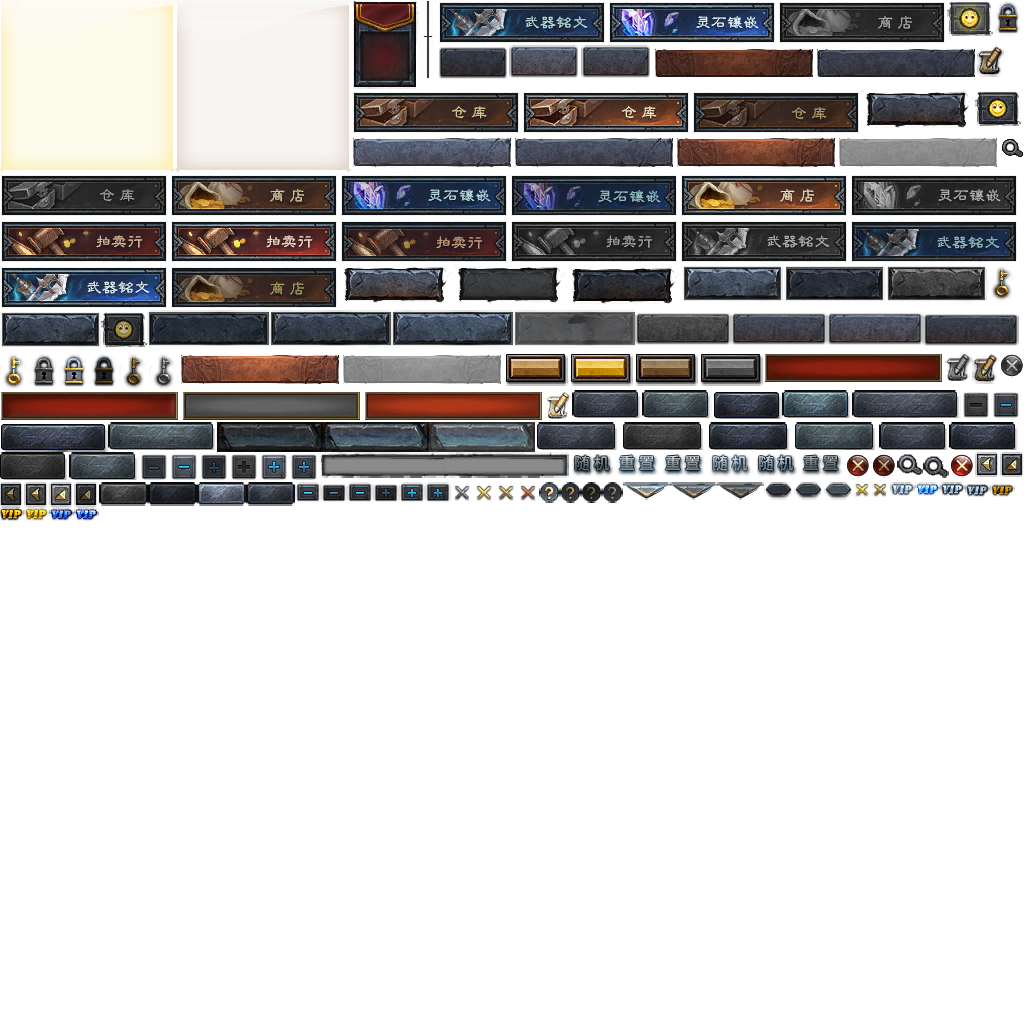 武器铭文 灵石镶嵌 商店
仓库 仓库 仓库
仓库 商店 灵石镶嵌 灵石镶嵌 商店 灵石镶嵌
拍卖行 拍卖行 拍卖行 拍卖行 武器铭文 武器铭文
武器铭文 商店
随机 重置 重置 随机 随机 重置
VIP VIP VIP VIP VIP
VIP VIP VIP VIP